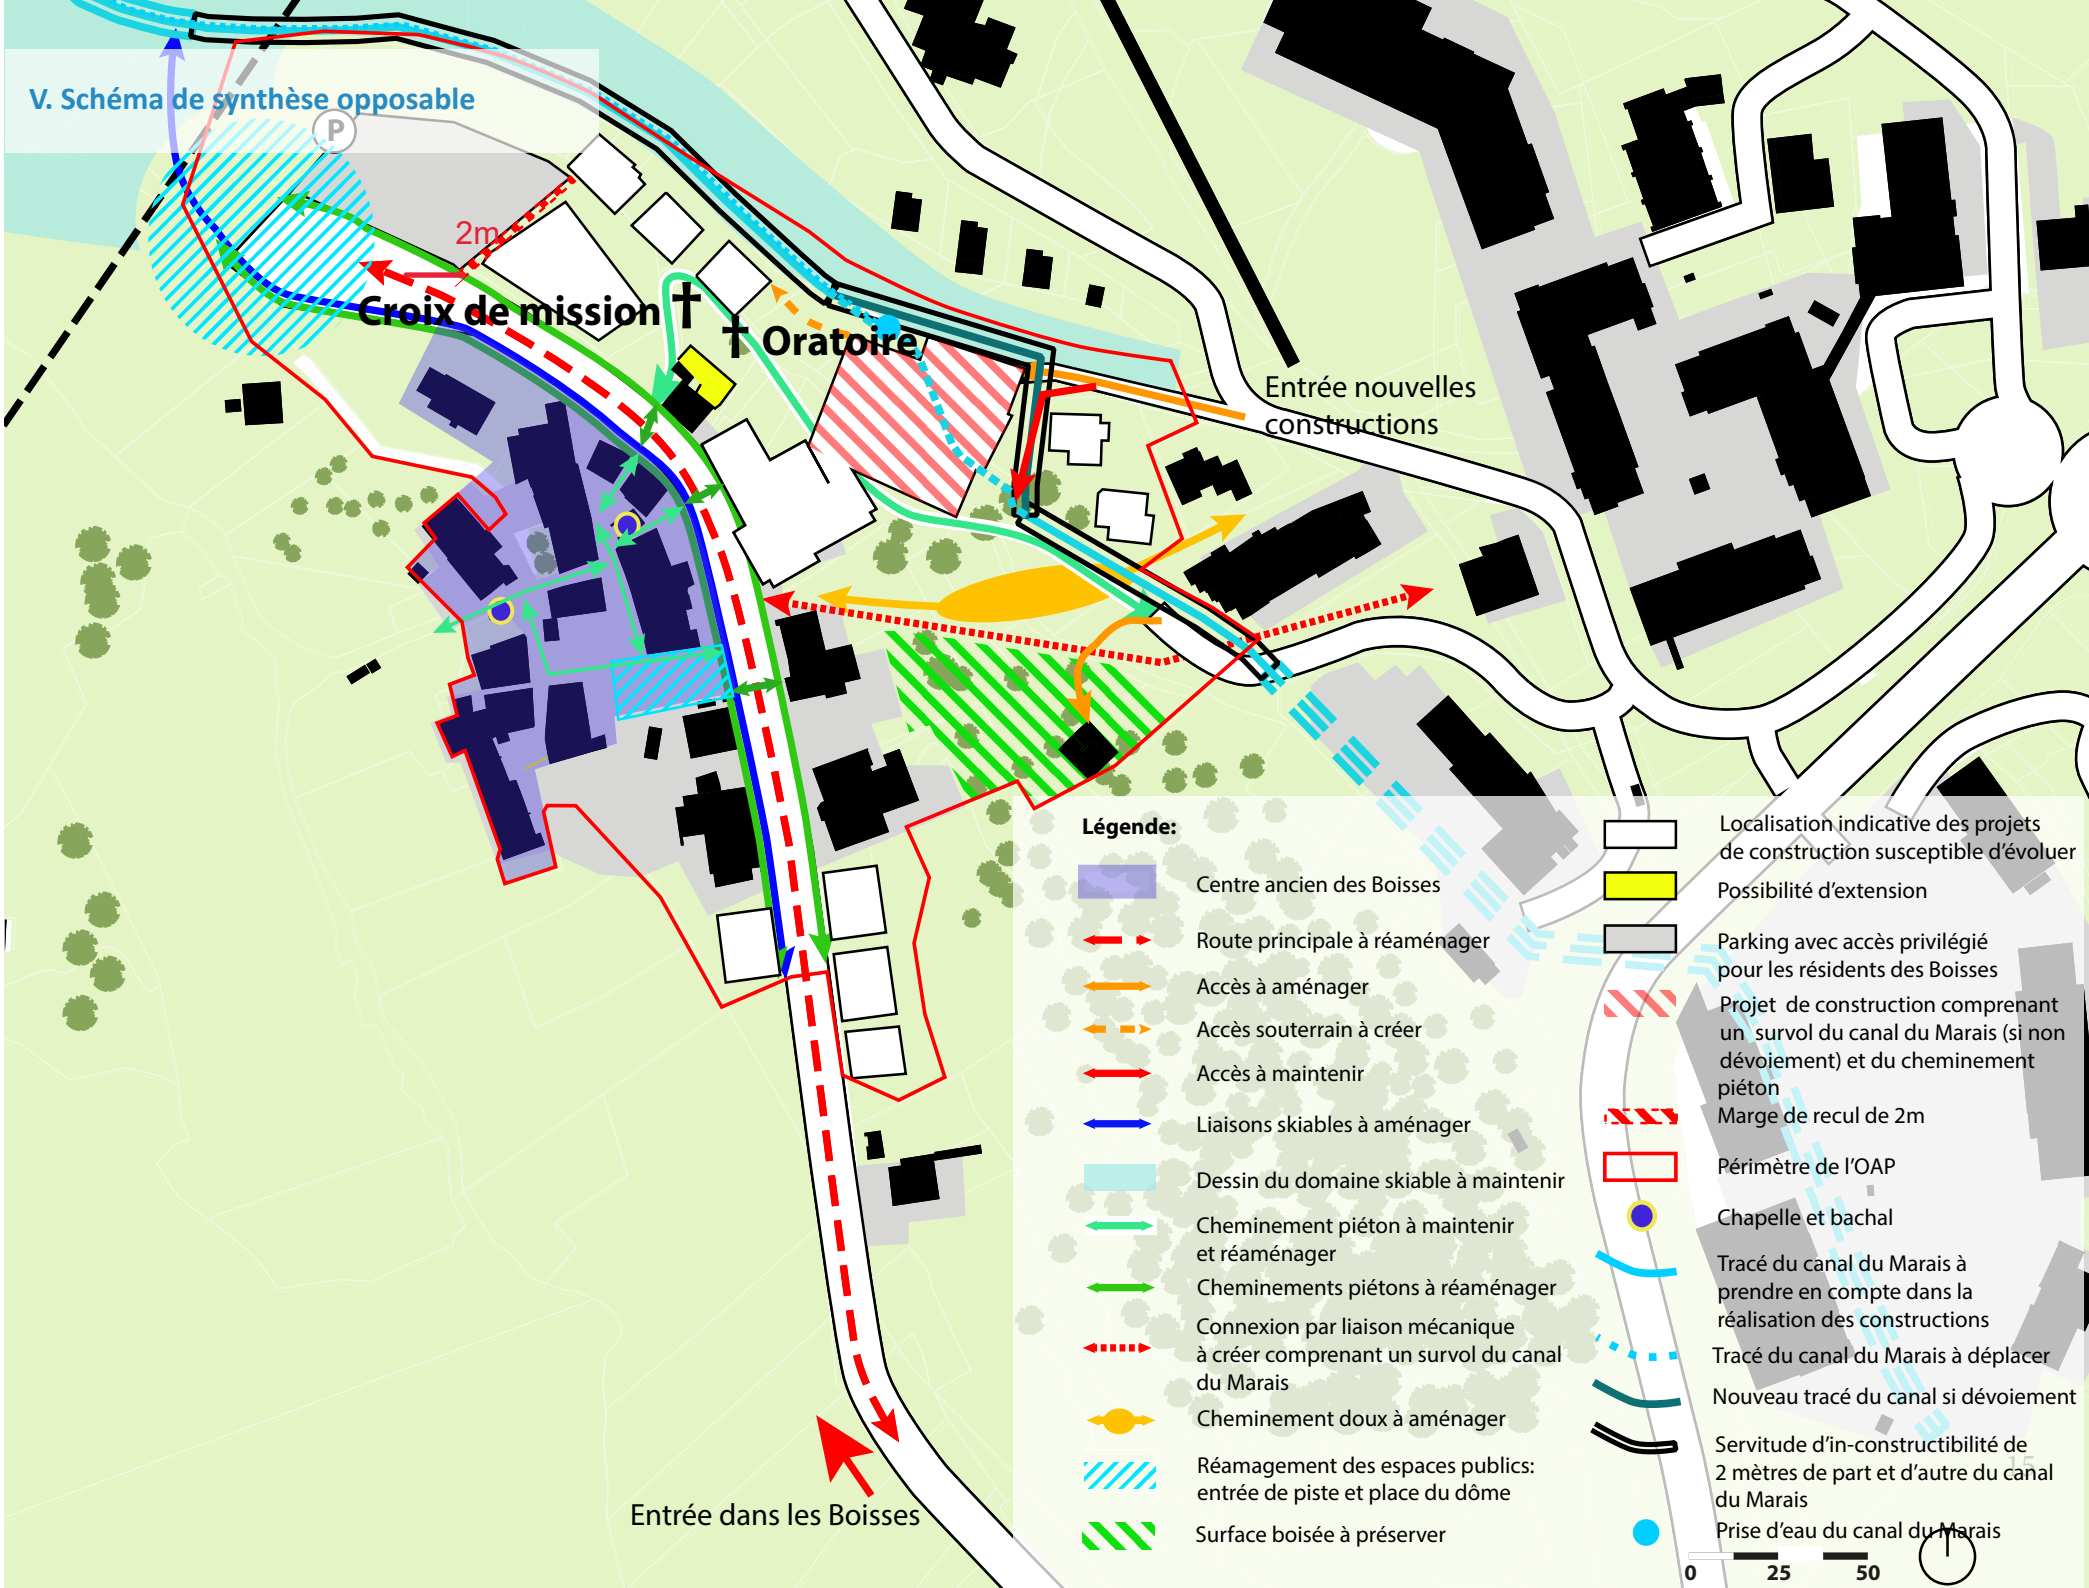 V. Schéma de synthèse opposable
P
2m
Croix de mission
Oratoire
Entrée nouvelles
constructions
Entrée dans les Boisses
Légende:
Centre ancien des Boisses
Route principale à réaménager
Accès à aménager
Accès souterrain à créer
Accès à maintenir
Liaisons skiables à aménager
Dessin du domaine skiable à maintenir
Cheminement piéton à maintenir
et réaménager
Cheminements piétons à réaménager
Connexion par liaison mécanique
à créer comprenant un survol du canal
du Marais
Cheminement doux à aménager
Réamagement des espaces publics:
entrée de piste et place du dôme
Surface boisée à préserver
Localisation indicative des projets
de construction susceptible d'évoluer
Possibilité d'extension
Parking avec accès privilégié
pour les résidents des Boisses
Projet de construction comprenant
un survol du canal du Marais (si non
dévoiement) et du cheminement
piéton
Marge de recul de 2m
Périmètre de l'OAP
Chapelle et bachal
Tracé du canal du Marais à
prendre en compte dans la
réalisation des constructions
Tracé du canal du Marais à déplacer
Nouveau tracé du canal si dévoiement
Servitude d'in-constructibilité de
2 mètres de part et d'autre du canal
du Marais
15
Prise d'eau du canal du Marais
0 25 50